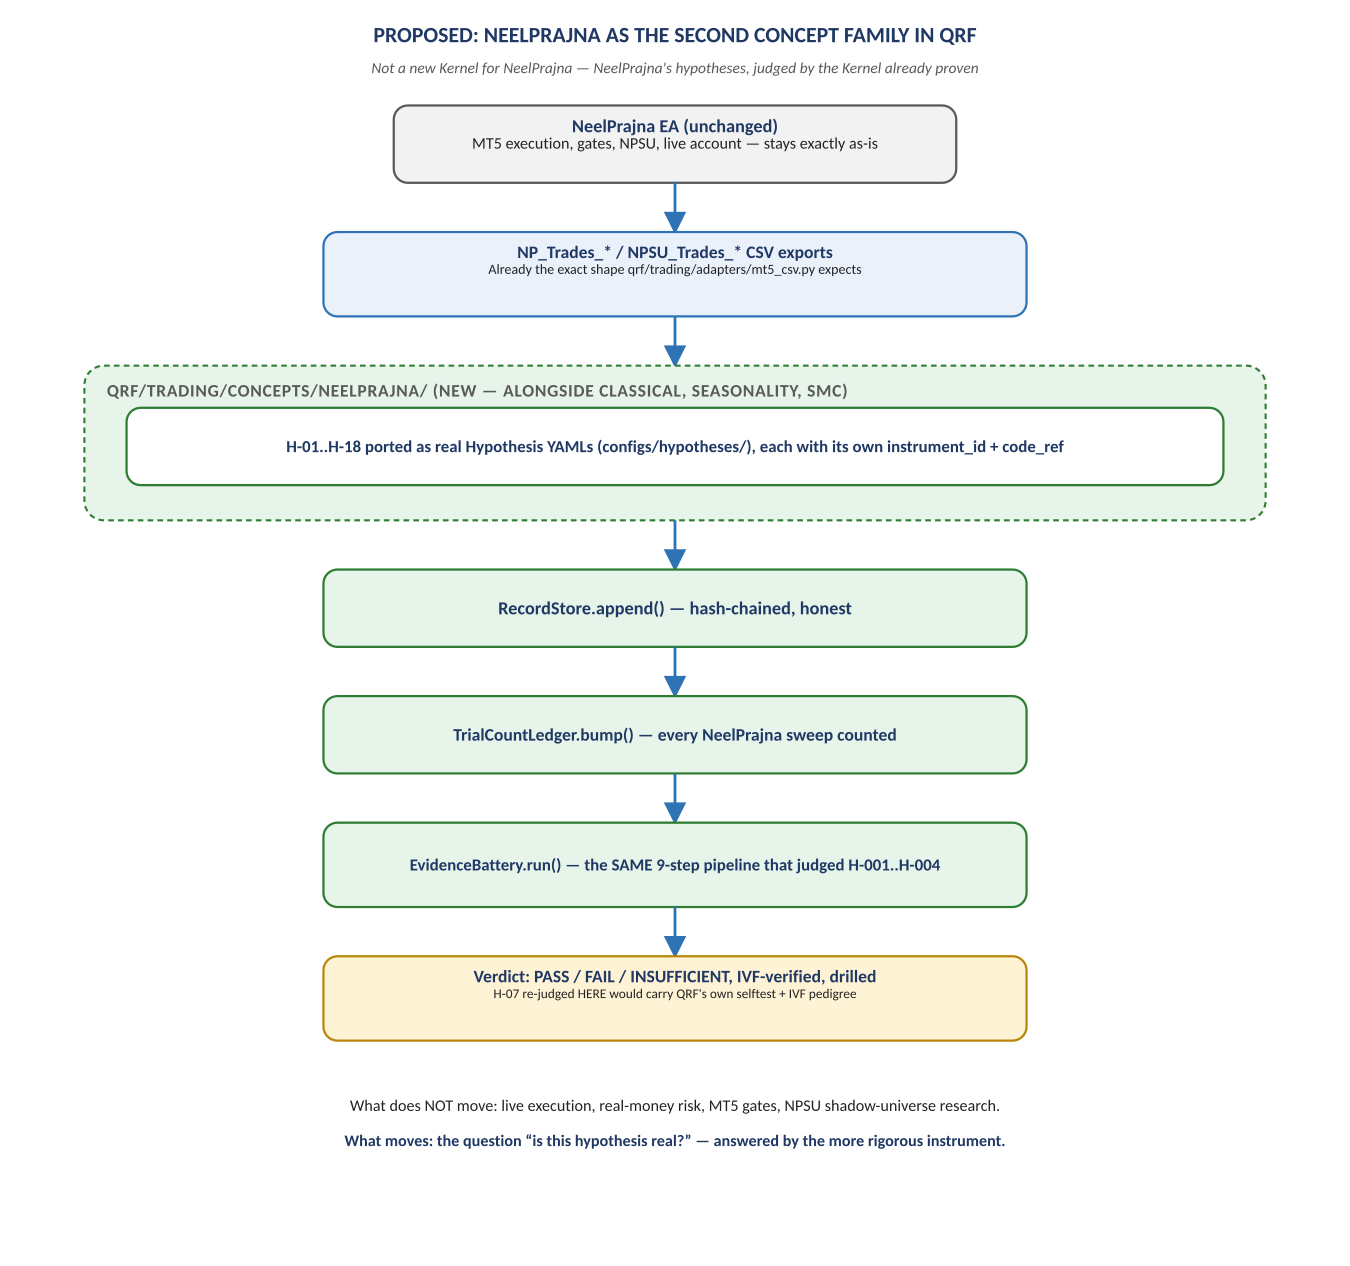 PROPOSED: NEELPRAJNA AS THE SECOND CONCEPT FAMILY IN QRF
Not a new Kernel for NeelPrajna — NeelPrajna's hypotheses, judged by the Kernel already proven
NeelPrajna EA (unchanged)
MT5 execution, gates, NPSU, live account — stays exactly as-is
NP_Trades_* / NPSU_Trades_* CSV exports
Already the exact shape qrf/trading/adapters/mt5_csv.py expects
QRF/TRADING/CONCEPTS/NEELPRAJNA/ (NEW — ALONGSIDE CLASSICAL, SEASONALITY, SMC)
H-01..H-18 ported as real Hypothesis YAMLs (configs/hypotheses/), each with its own instrument_id + code_ref
RecordStore.append() — hash-chained, honest
TrialCountLedger.bump() — every NeelPrajna sweep counted
EvidenceBattery.run() — the SAME 9-step pipeline that judged H-001..H-004
Verdict: PASS / FAIL / INSUFFICIENT, IVF-verified, drilled
H-07 re-judged HERE would carry QRF's own selftest + IVF pedigree
What does NOT move: live execution, real-money risk, MT5 gates, NPSU shadow-universe research.
What moves: the question “is this hypothesis real?” — answered by the more rigorous instrument.